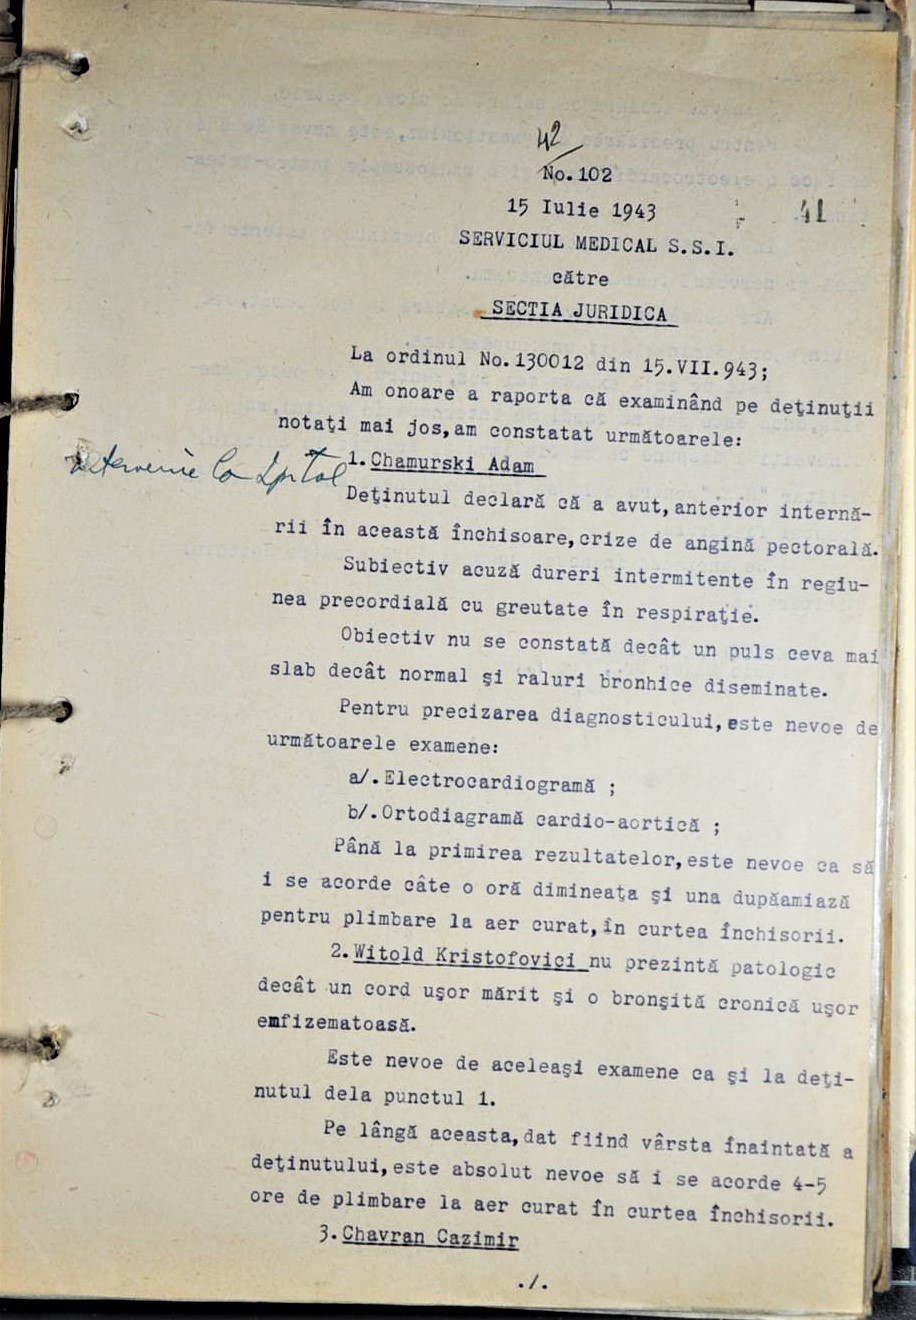 42
No.102
15 Iulie 1943
41
SERVICIUL MEDICAL S.S.I.
către
SECTIA JURIDICA
La ordinul No.130012 din 15.VII.943;
Am onoare a raporta că examinând pe deţinuţii
notaţi mai jos,am constatat următoarele:
la
1.Chamurski Adam
Deţinutul declară că a avut,anterior internă-
rii în această închisoare,crize de angină pectorală.
Subiectiv acuză dureri intermitente în regiu-
nea precordială cu greutate în respiraţie.
Obiectiv nu se constată decât un puls ceva mai
slab decât normal şi raluri bronhice diseminate.
Pentru precizarea diagnosticului,este nevoe de
următoarele examene:
a/.Electrocardiogramă ;
b/.Ortodiagramă cardio-aortică ;
Până la primirea rezultatelor,este nevoe ca să
i se acorde câte o oră dimineaţa şi una dupăamiază
pentru plimbare la aer curat,în curtea închisorii.
2.Witold Kristofovici nu prezintă patologic
decât un cord uşor mărit şi o bronşită cronică uşor
emfizematoasă.
Este nevoe de aceleaşi examene ca şi la deţi-
nutul dela punctul 1.
Pe lângă aceasta,dat fiind vârsta înaintată a
deţinutului,este absolut nevoe să i se acorde 4-5
ore de plimbare la aer curat în curtea închisorii.
3.Chavran Cazimir
./.